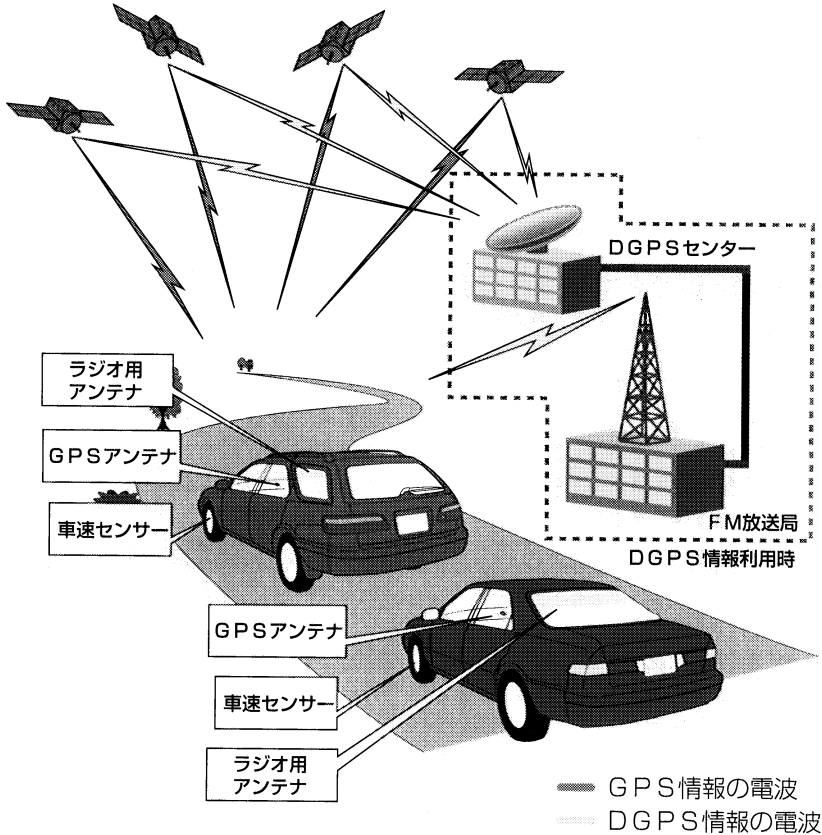 DGPSセンター
ラジオ用
アンテナ
GPSアンテナ
車速センサー
FM放送局
DGPS情報利用時
GPSアンテナ
車速センサー
ラジオ用
アンテナ
GPS情報の電波
DGPS情報の電波